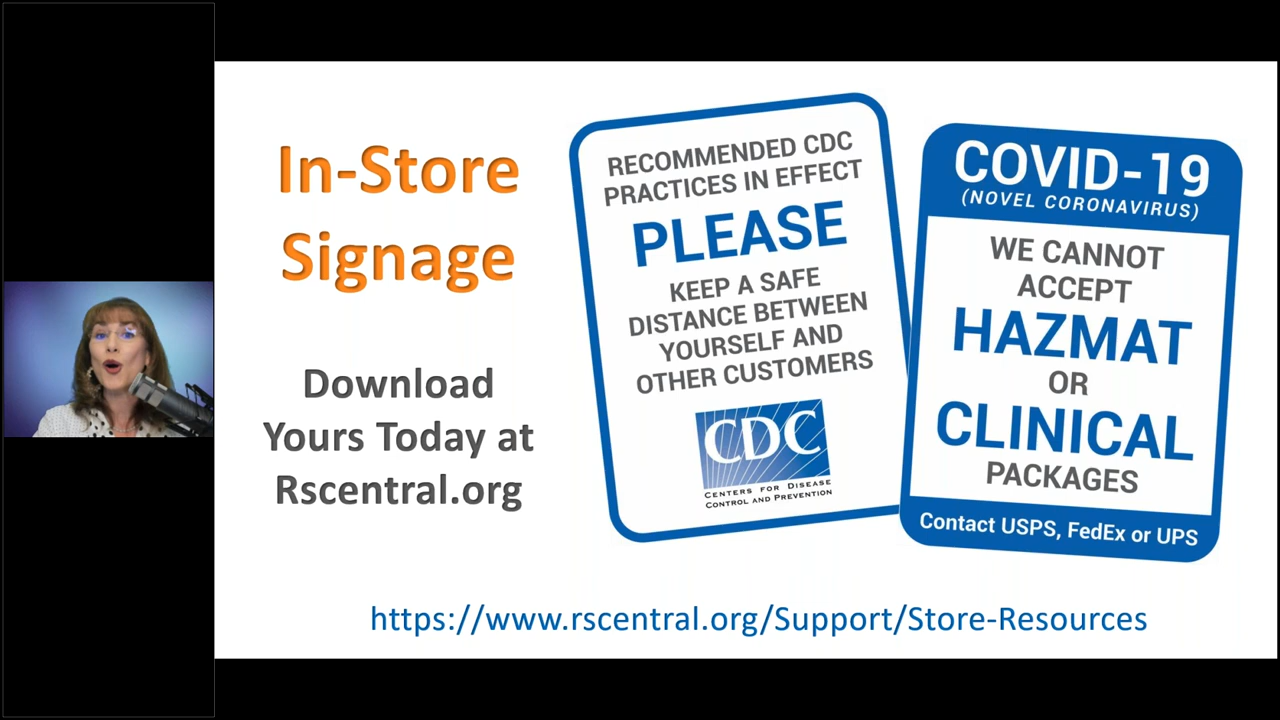 In-Store
Signage
Download
Yours Today at
Rscentral.org
RECOMMENDED CDC
PRACTICES IN EFFECT
PLEASE
KEEP A SAFE
DISTANCE BETWEEN
YOURSELF AND
OTHER CUSTOMERS
CDC
CENTERS FOR DISEASE
CONTROL AND PREVENTION
COVID-19
(NOVEL CORONAVIRUS)
WE CANNOT
ACCEPT
HAZMAT
OR
CLINICAL
PACKAGES
Contact USPS, FedEx or UPS
https://www.rscentral.org/Support/Store-Resources